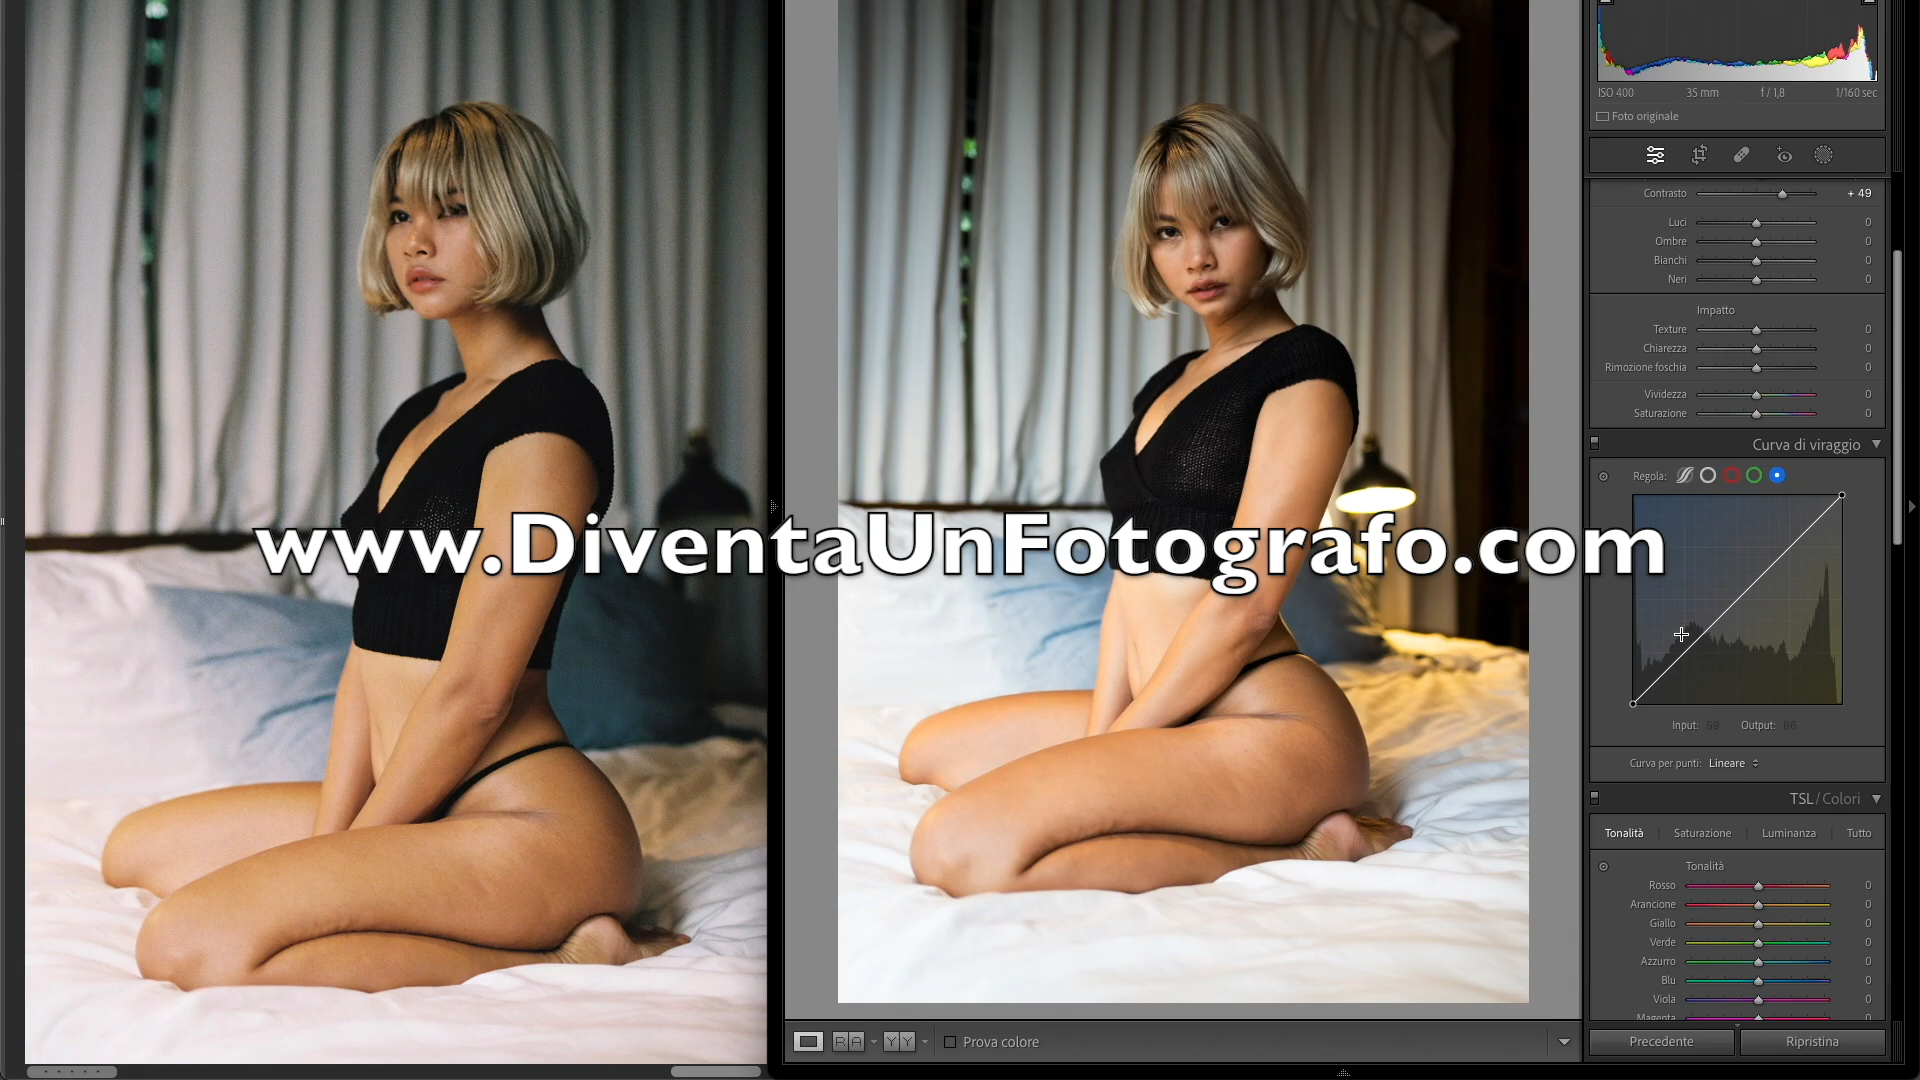 ISO 400 35 mm f / 1,8 1/160 sec
Foto originale
Contrasto + 49
Luci 0
Ombre 0
Bianchi 0
Neri 0
Impatto
Texture 0
Chiarezza 0
Rimozione foschia 0
Vividezza 0
Saturazione 0
Curva di viraggio
Regola:
www.DiventaUnFotografo.com
Input: 59 Output: 86
Curva per punti: Lineare
TSL / Colori
Tonalità Saturazione Luminanza Tutto
Tonalità
Rosso 0
Arancione 0
Giallo 0
Verde 0
Azzurro 0
Blu 0
Viola 0
Magenta 0
R A Y Y Prova colore
Precedente Ripristina